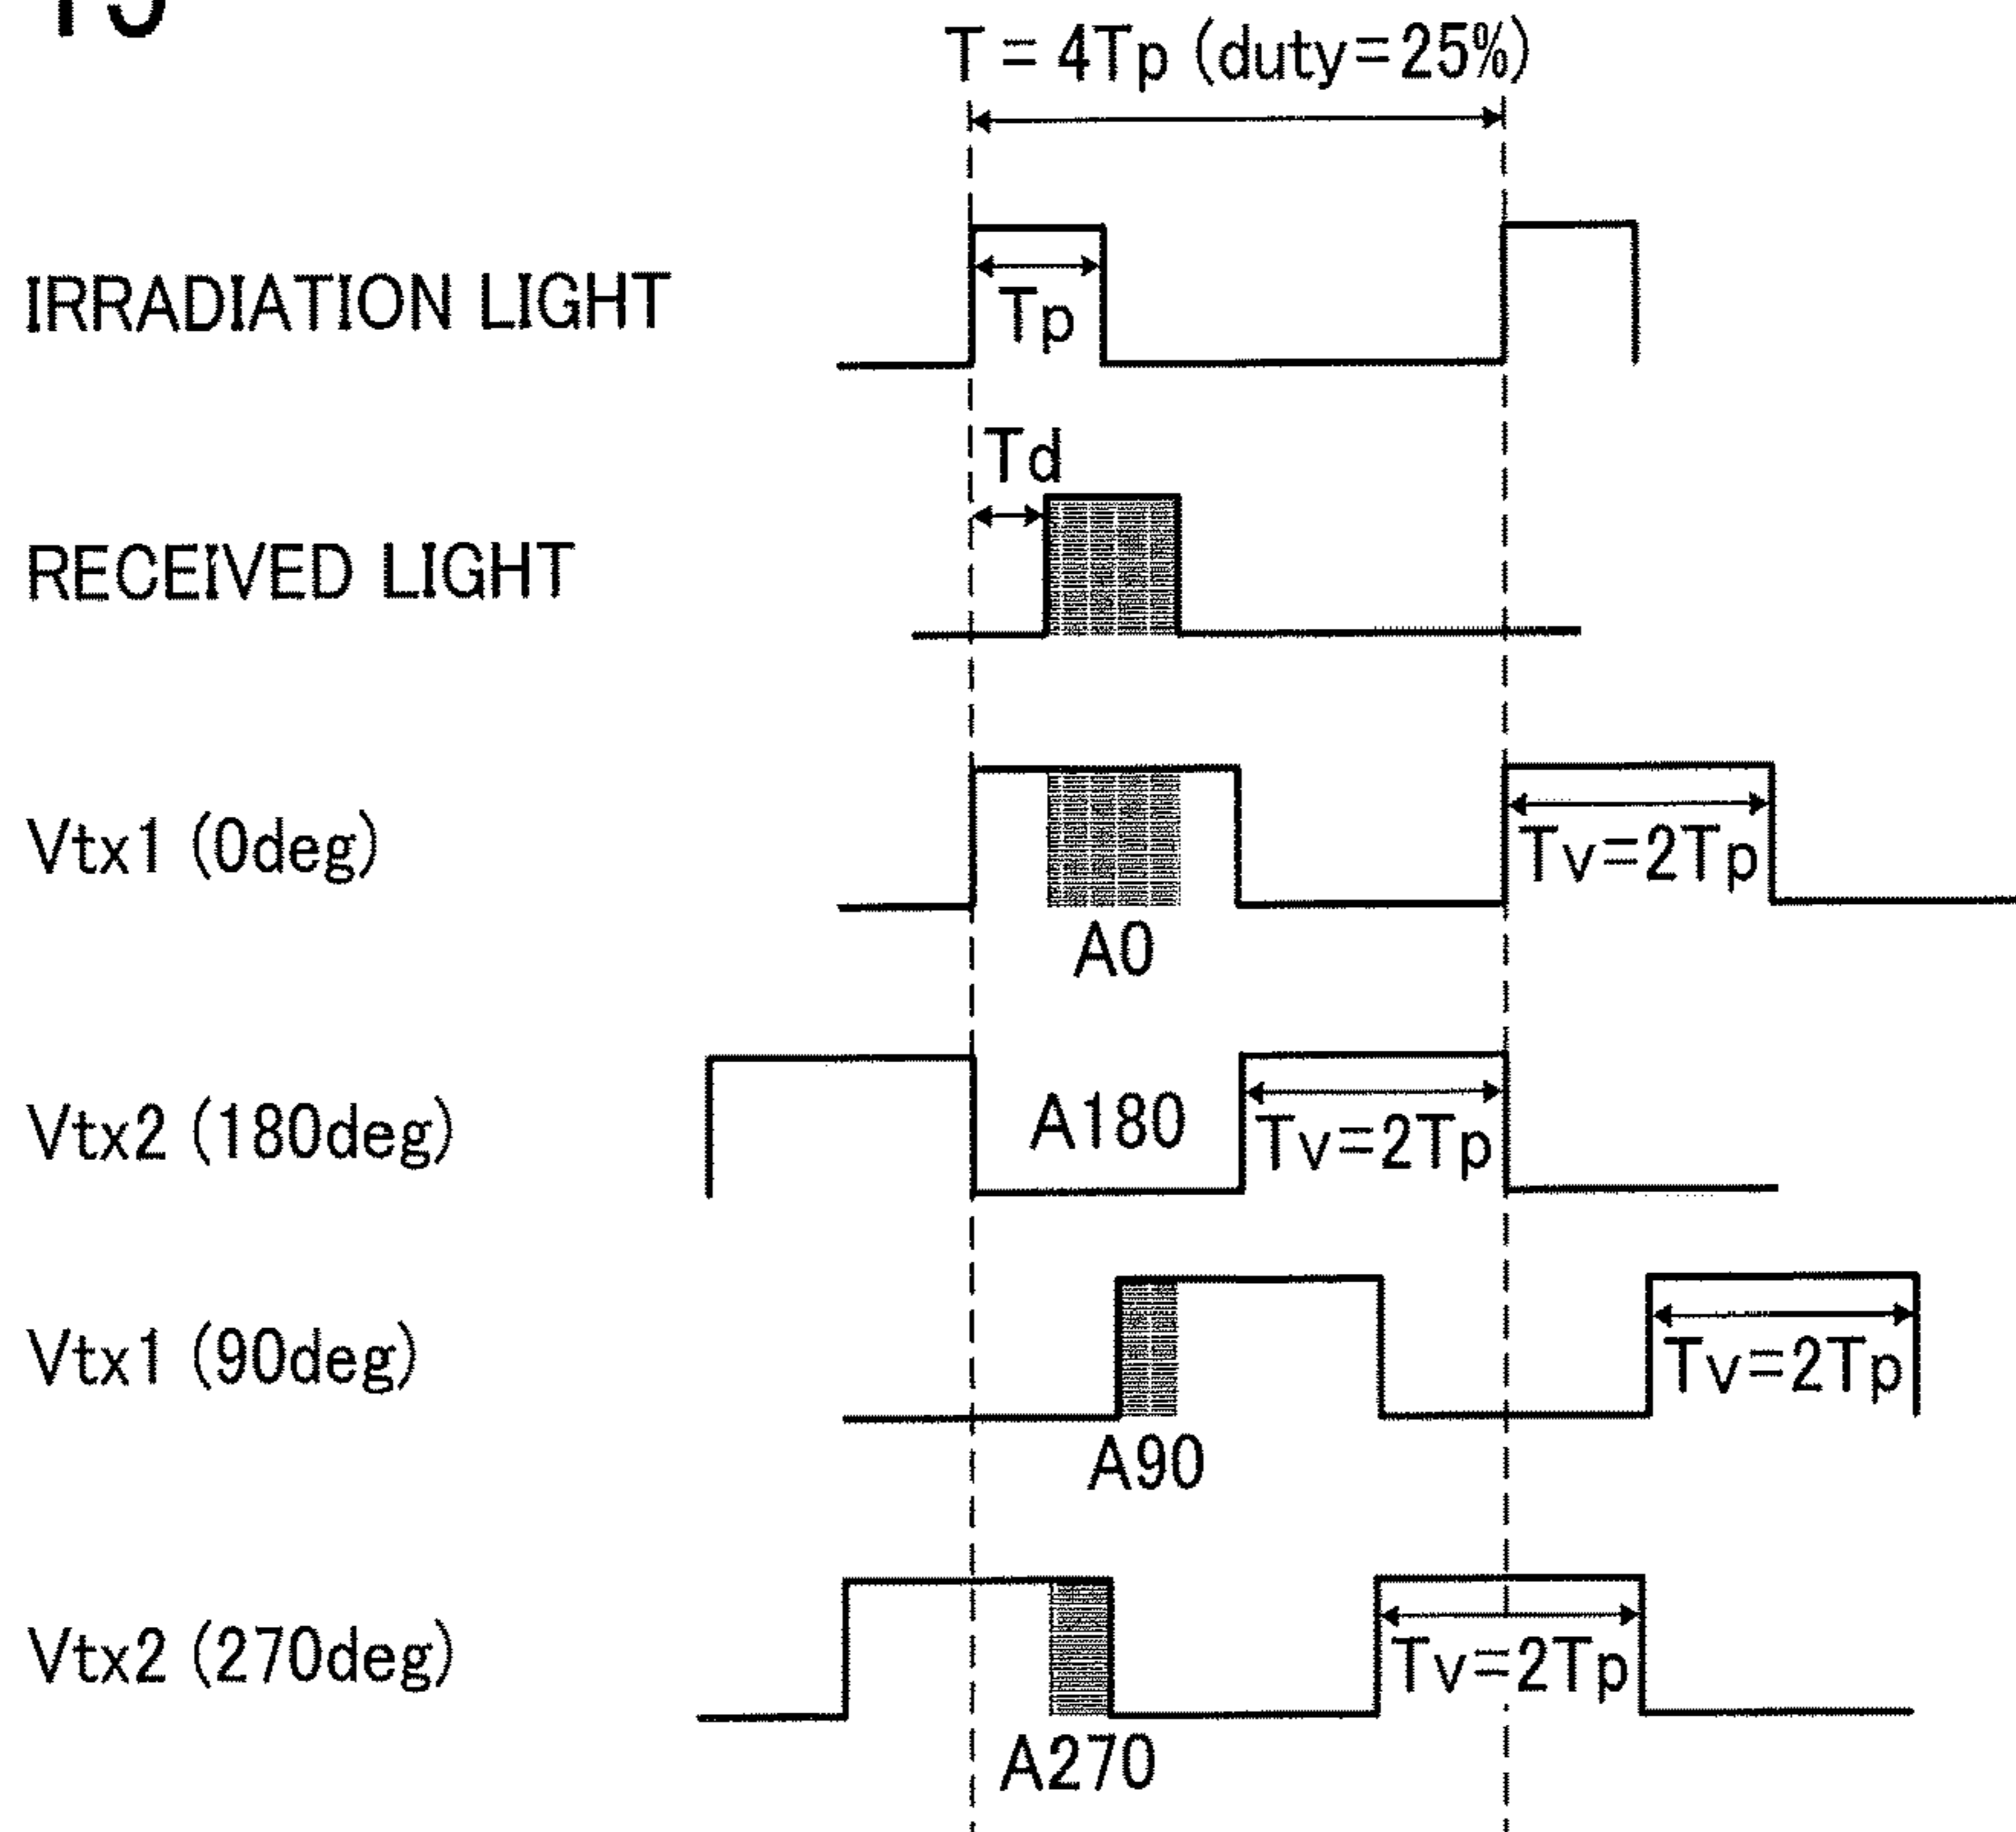 T = 4Tp (duty=25%)
IRRADIATION LIGHT
Tp
Td
RECEIVED LIGHT
Vtx1 (0deg)
Tv=2Tp
A0
Vtx2 (180deg)
A180
Tv=2Tp
Vtx1 (90deg)
Tv=2Tp
A90
Vtx2 (270deg)
Tv=2Tp
A270